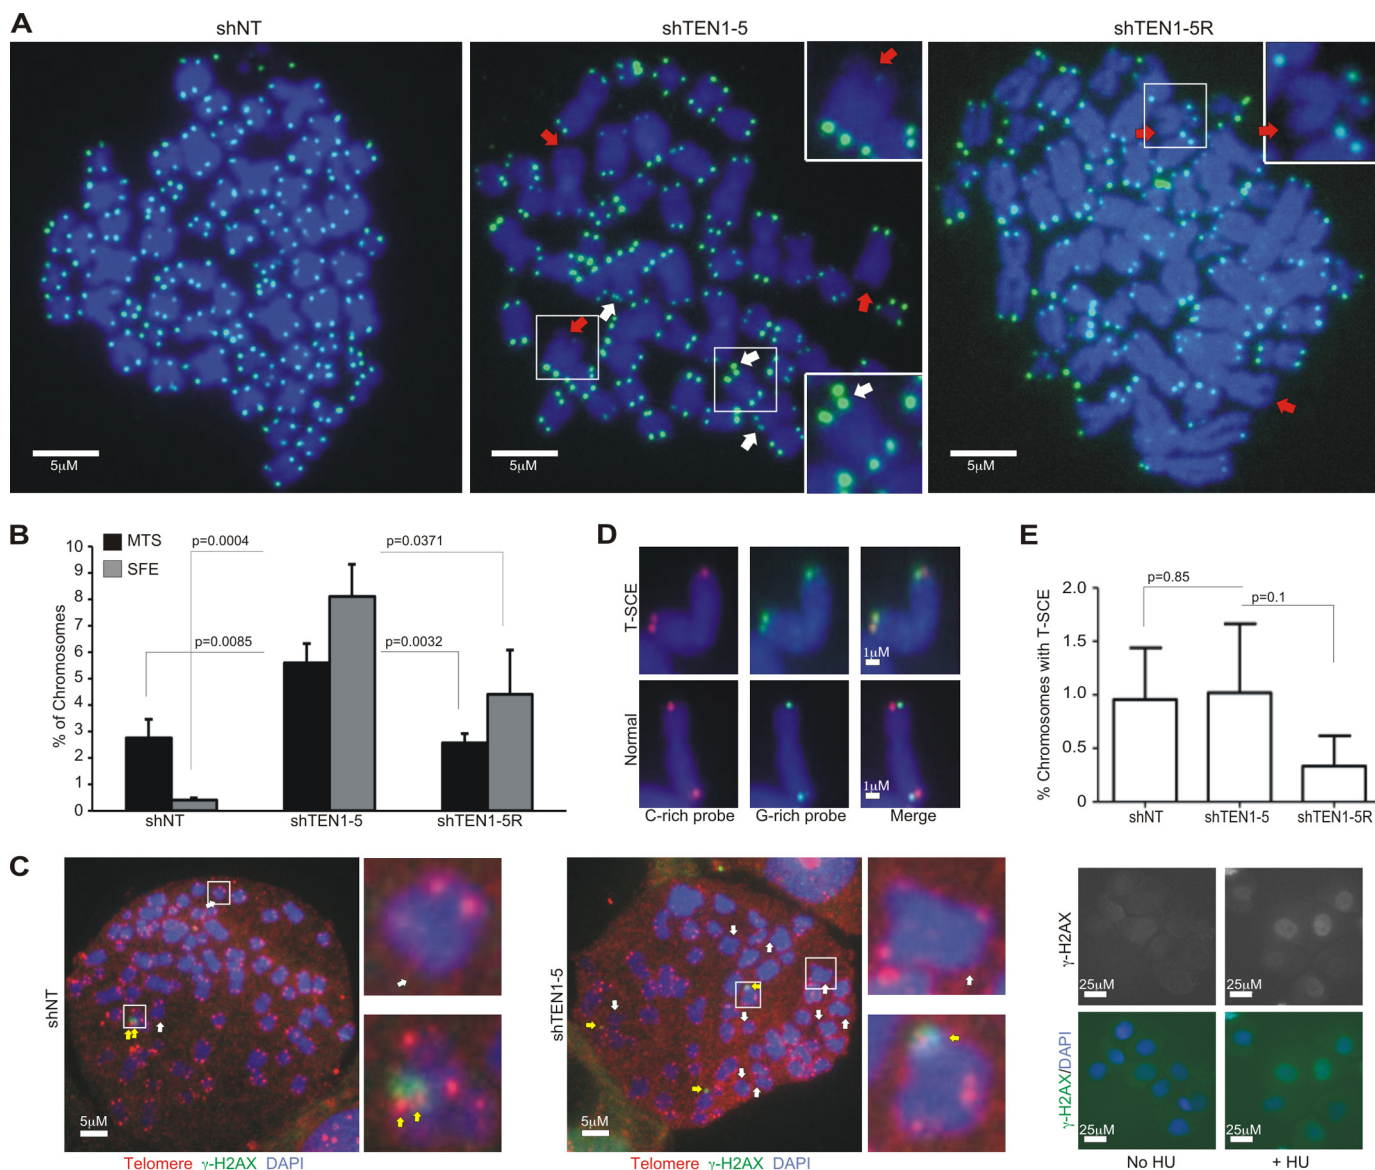 A
shNT
shTEN1-5
shTEN1-5R
5µM
5µM
5µM
B
MTS
SFE
% of Chromosomes
10
9
8
7
6
5
4
3
2
1
0
p=0.0004
p=0.0371
p=0.0085
p=0.0032
shNT
shTEN1-5
shTEN1-5R
D
T-SCE
Normal
1µM
1µM
C-rich probe
G-rich probe
Merge
E
% Chromosomes with T-SCE
2.0
1.5
1.0
0.5
0
p=0.85
p=0.1
shNT
shTEN1-5
shTEN1-5R
C
shNT
5µM
Telomere γ-H2AX DAPI
shTEN1-5
5µM
Telomere γ-H2AX DAPI
γ-H2AX
γ-H2AX/DAPI
25µM
25µM
25µM
25µM
No HU
+ HU